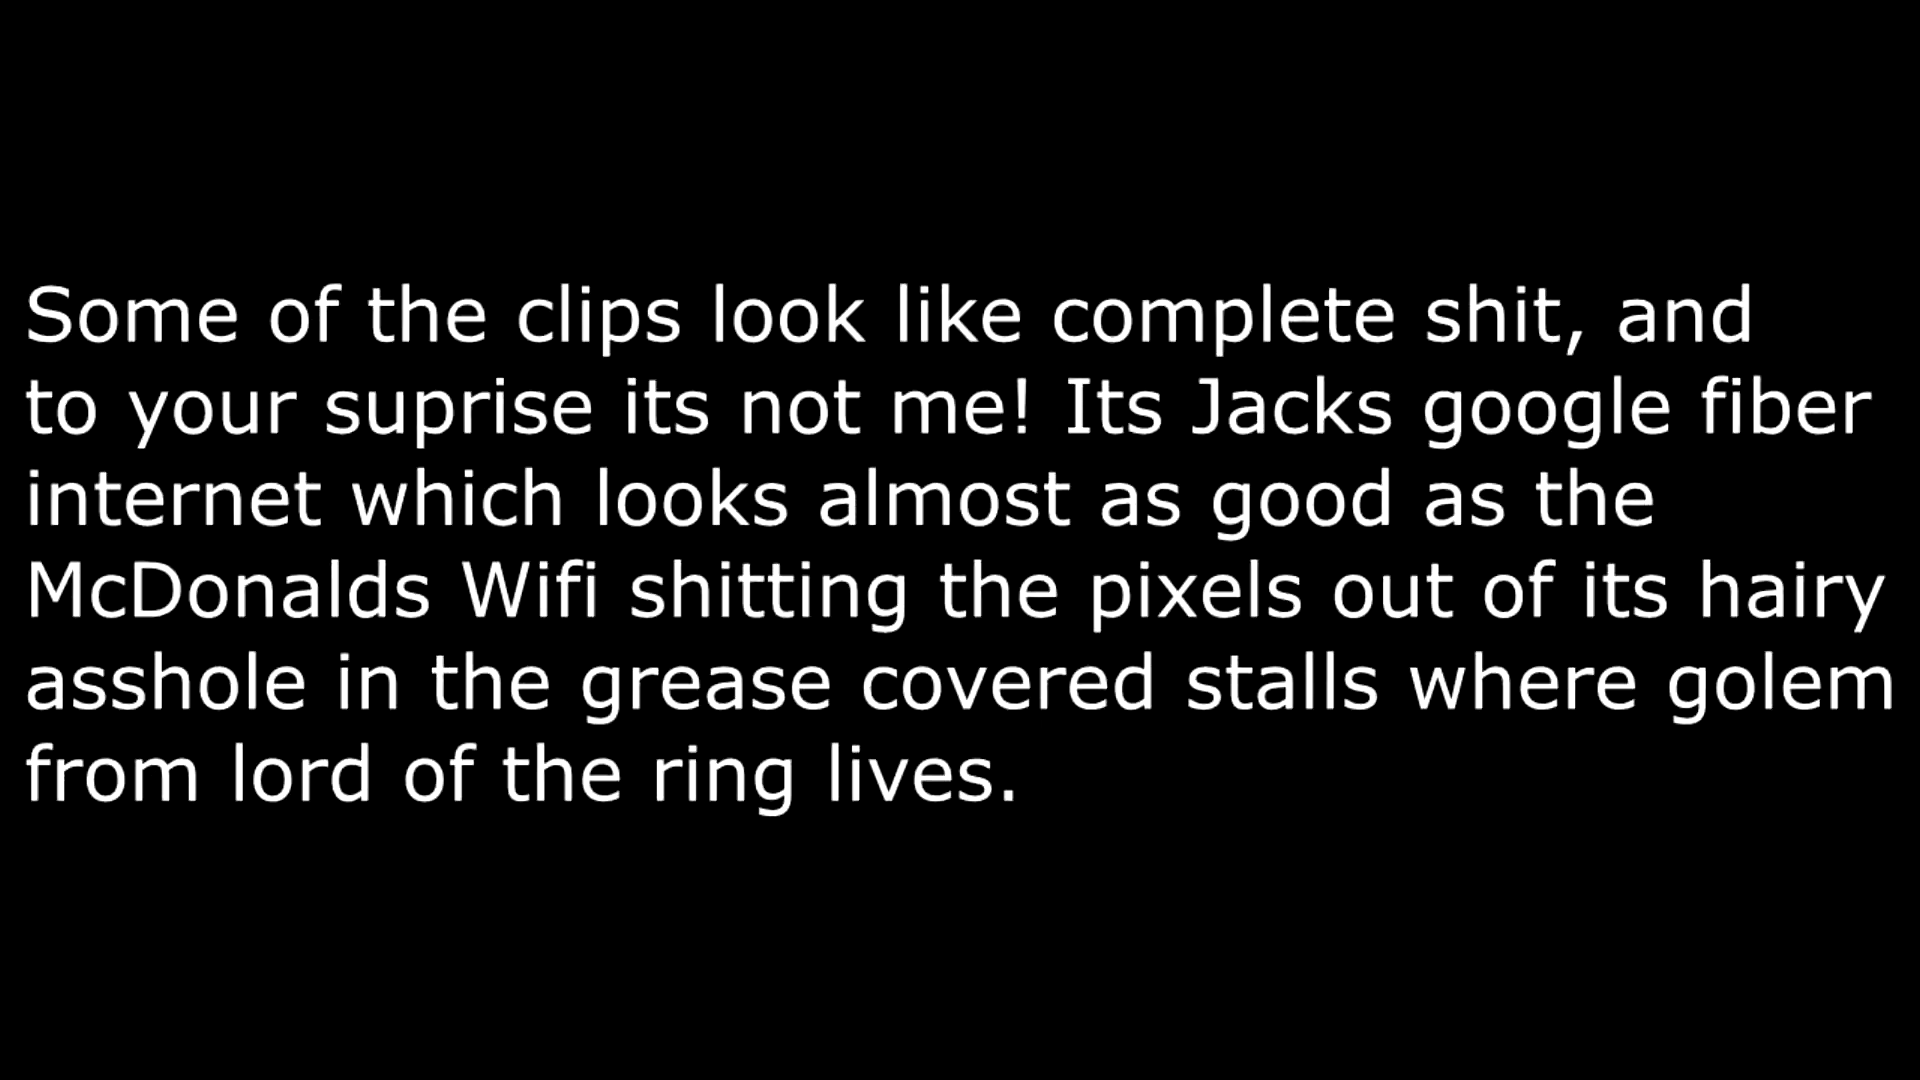 Some of the clips look like complete shit, and
to your suprise its not me! Its Jacks google fiber
internet which looks almost as good as the
McDonalds Wifi shitting the pixels out of its hairy
asshole in the grease covered stalls where golem
from lord of the ring lives.